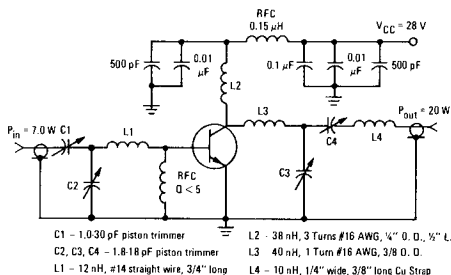 RFC
0.15 µH
VCC = 28 V
500 pF
0.01
µF
0.1 µF
0.01
µF
500 pF
L2
L3
Pout = 20 W
C4
L4
Pin = 7.0 W
C1
L1
C2
RFC
Q < 5
C3
C1 - 1.0-30 pF piston trimmer
C2, C3, C4 - 1.8-18 pF piston trimmer
L1 - 12 nH, #14 straight wire, 3/4" long
L2 - 38 nH, 3 Turns #16 AWG, ¼" O. D., ½" L.
L3 40 nH, 1 Turn #16 AWG, 3/8 O. D.
L4 - 10 nH, 1/4" wide, 3/8" long Cu Strap